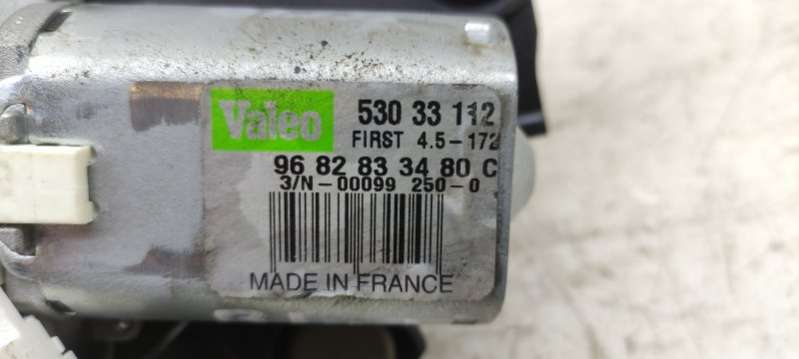 Valeo
530 33 112
FIRST 4.5-172
96 82 83 34 80 C
3/N-00099 250-0
MADE IN FRANCE